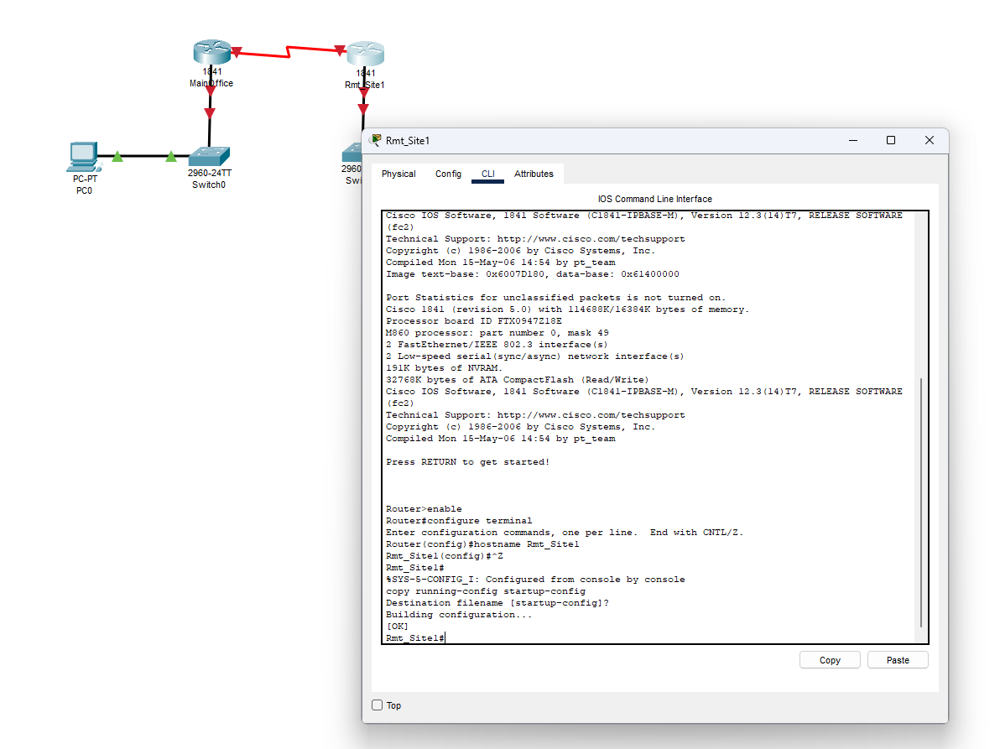 1841
MainOffice
1841
Rmt_Site1
PC-PT
PC0
2960-24TT
Switch0
2960
Swi
Rmt_Site1
Physical Config CLI Attributes
IOS Command Line Interface
Cisco IOS Software, 1841 Software (C1841-IPBASE-M), Version 12.3(14)T7, RELEASE SOFTWARE
(fc2)
Technical Support: http://www.cisco.com/techsupport
Copyright (c) 1986-2006 by Cisco Systems, Inc.
Compiled Mon 15-May-06 14:54 by pt_team
Image text-base: 0x6007D180, data-base: 0x61400000
Port Statistics for unclassified packets is not turned on.
Cisco 1841 (revision 5.0) with 114688K/16384K bytes of memory.
Processor board ID FTX0947Z18E
M860 processor: part number 0, mask 49
2 FastEthernet/IEEE 802.3 interface(s)
2 Low-speed serial(sync/async) network interface(s)
191K bytes of NVRAM.
32768K bytes of ATA CompactFlash (Read/Write)
Cisco IOS Software, 1841 Software (C1841-IPBASE-M), Version 12.3(14)T7, RELEASE SOFTWARE
(fc2)
Technical Support: http://www.cisco.com/techsupport
Copyright (c) 1986-2006 by Cisco Systems, Inc.
Compiled Mon 15-May-06 14:54 by pt_team
Press RETURN to get started!
Router>enable
Router#configure terminal
Enter configuration commands, one per line.  End with CNTL/Z.
Router(config)#hostname Rmt_Site1
Rmt_Site1(config)#^Z
Rmt_Site1#
%SYS-5-CONFIG_I: Configured from console by console
copy running-config startup-config
Destination filename [startup-config]?
Building configuration...
[OK]
Rmt_Site1#
Copy Paste
Top